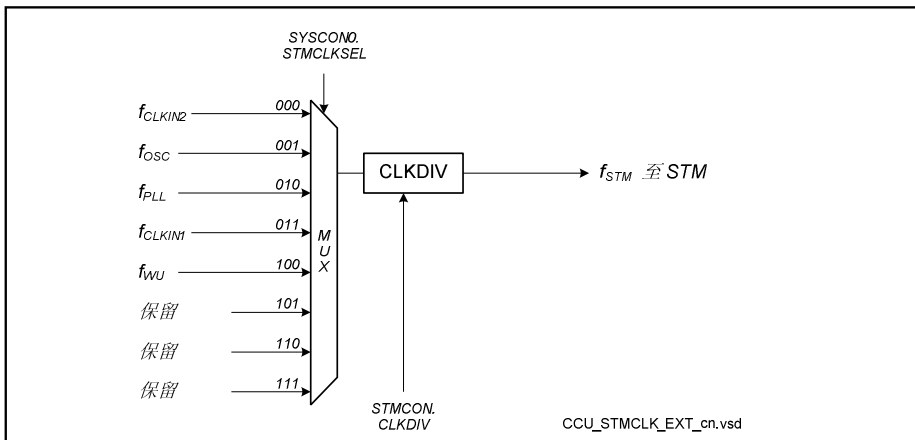 SYSCON0.
STMCLKSEL
fCLKIN2 000
fOSC 001
fPLL 010
fCLKIN1 011
fWU 100
保留 101
保留 110
保留 111
MUX
CLKDIV
fSTM 至 STM
STMCON.
CLKDIV
CCU_STMCLK_EXT_cn.vsd